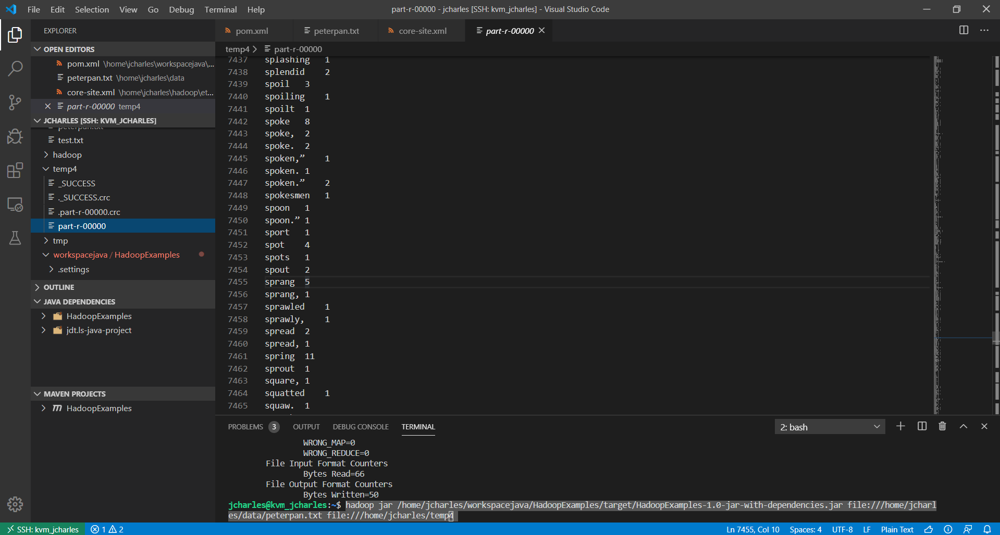 File Edit Selection View Go Debug Terminal Help
part-r-00000 - jcharles [SSH: kvm_jcharles] - Visual Studio Code
EXPLORER
OPEN EDITORS
pom.xml \home\jcharles\workspacejava\...
peterpan.txt \home\jcharles\data
core-site.xml \home\jcharles\hadoop\et...
part-r-00000 temp4
JCHARLES [SSH: KVM_JCHARLES]
peterpan.txt
test.txt
hadoop
temp4
_SUCCESS
._SUCCESS.crc
.part-r-00000.crc
part-r-00000
tmp
workspacejava / HadoopExamples
.settings
OUTLINE
JAVA DEPENDENCIES
HadoopExamples
jdt.ls-java-project
MAVEN PROJECTS
HadoopExamples
pom.xml peterpan.txt core-site.xml part-r-00000
temp4 > part-r-00000
7437 splashing 1
7438 splendid 2
7439 spoil 3
7440 spoiling 1
7441 spoilt 1
7442 spoke 8
7443 spoke, 2
7444 spoke. 2
7445 spoken,” 1
7446 spoken. 1
7447 spoken.” 2
7448 spokesmen 1
7449 spoon 1
7450 spoon.” 1
7451 sport 1
7452 spot 4
7453 spots 1
7454 spout 2
7455 sprang 5
7456 sprang, 1
7457 sprawled 1
7458 sprawly, 1
7459 spread 2
7460 spread, 1
7461 spring 11
7462 sprout 1
7463 square, 1
7464 squatted 1
7465 squaw. 1
PROBLEMS 3 OUTPUT DEBUG CONSOLE TERMINAL
2: bash
WRONG_MAP=0
WRONG_REDUCE=0
File Input Format Counters
Bytes Read=66
File Output Format Counters
Bytes Written=50
jcharles@kvm_jcharles:~$ hadoop jar /home/jcharles/workspacejava/HadoopExamples/target/HadoopExamples-1.0-jar-with-dependencies.jar file:///home/jcharl
es/data/peterpan.txt file:///home/jcharles/temp4
SSH: kvm_jcharles 1 2
Ln 7455, Col 10 Spaces: 4 UTF-8 LF Plain Text